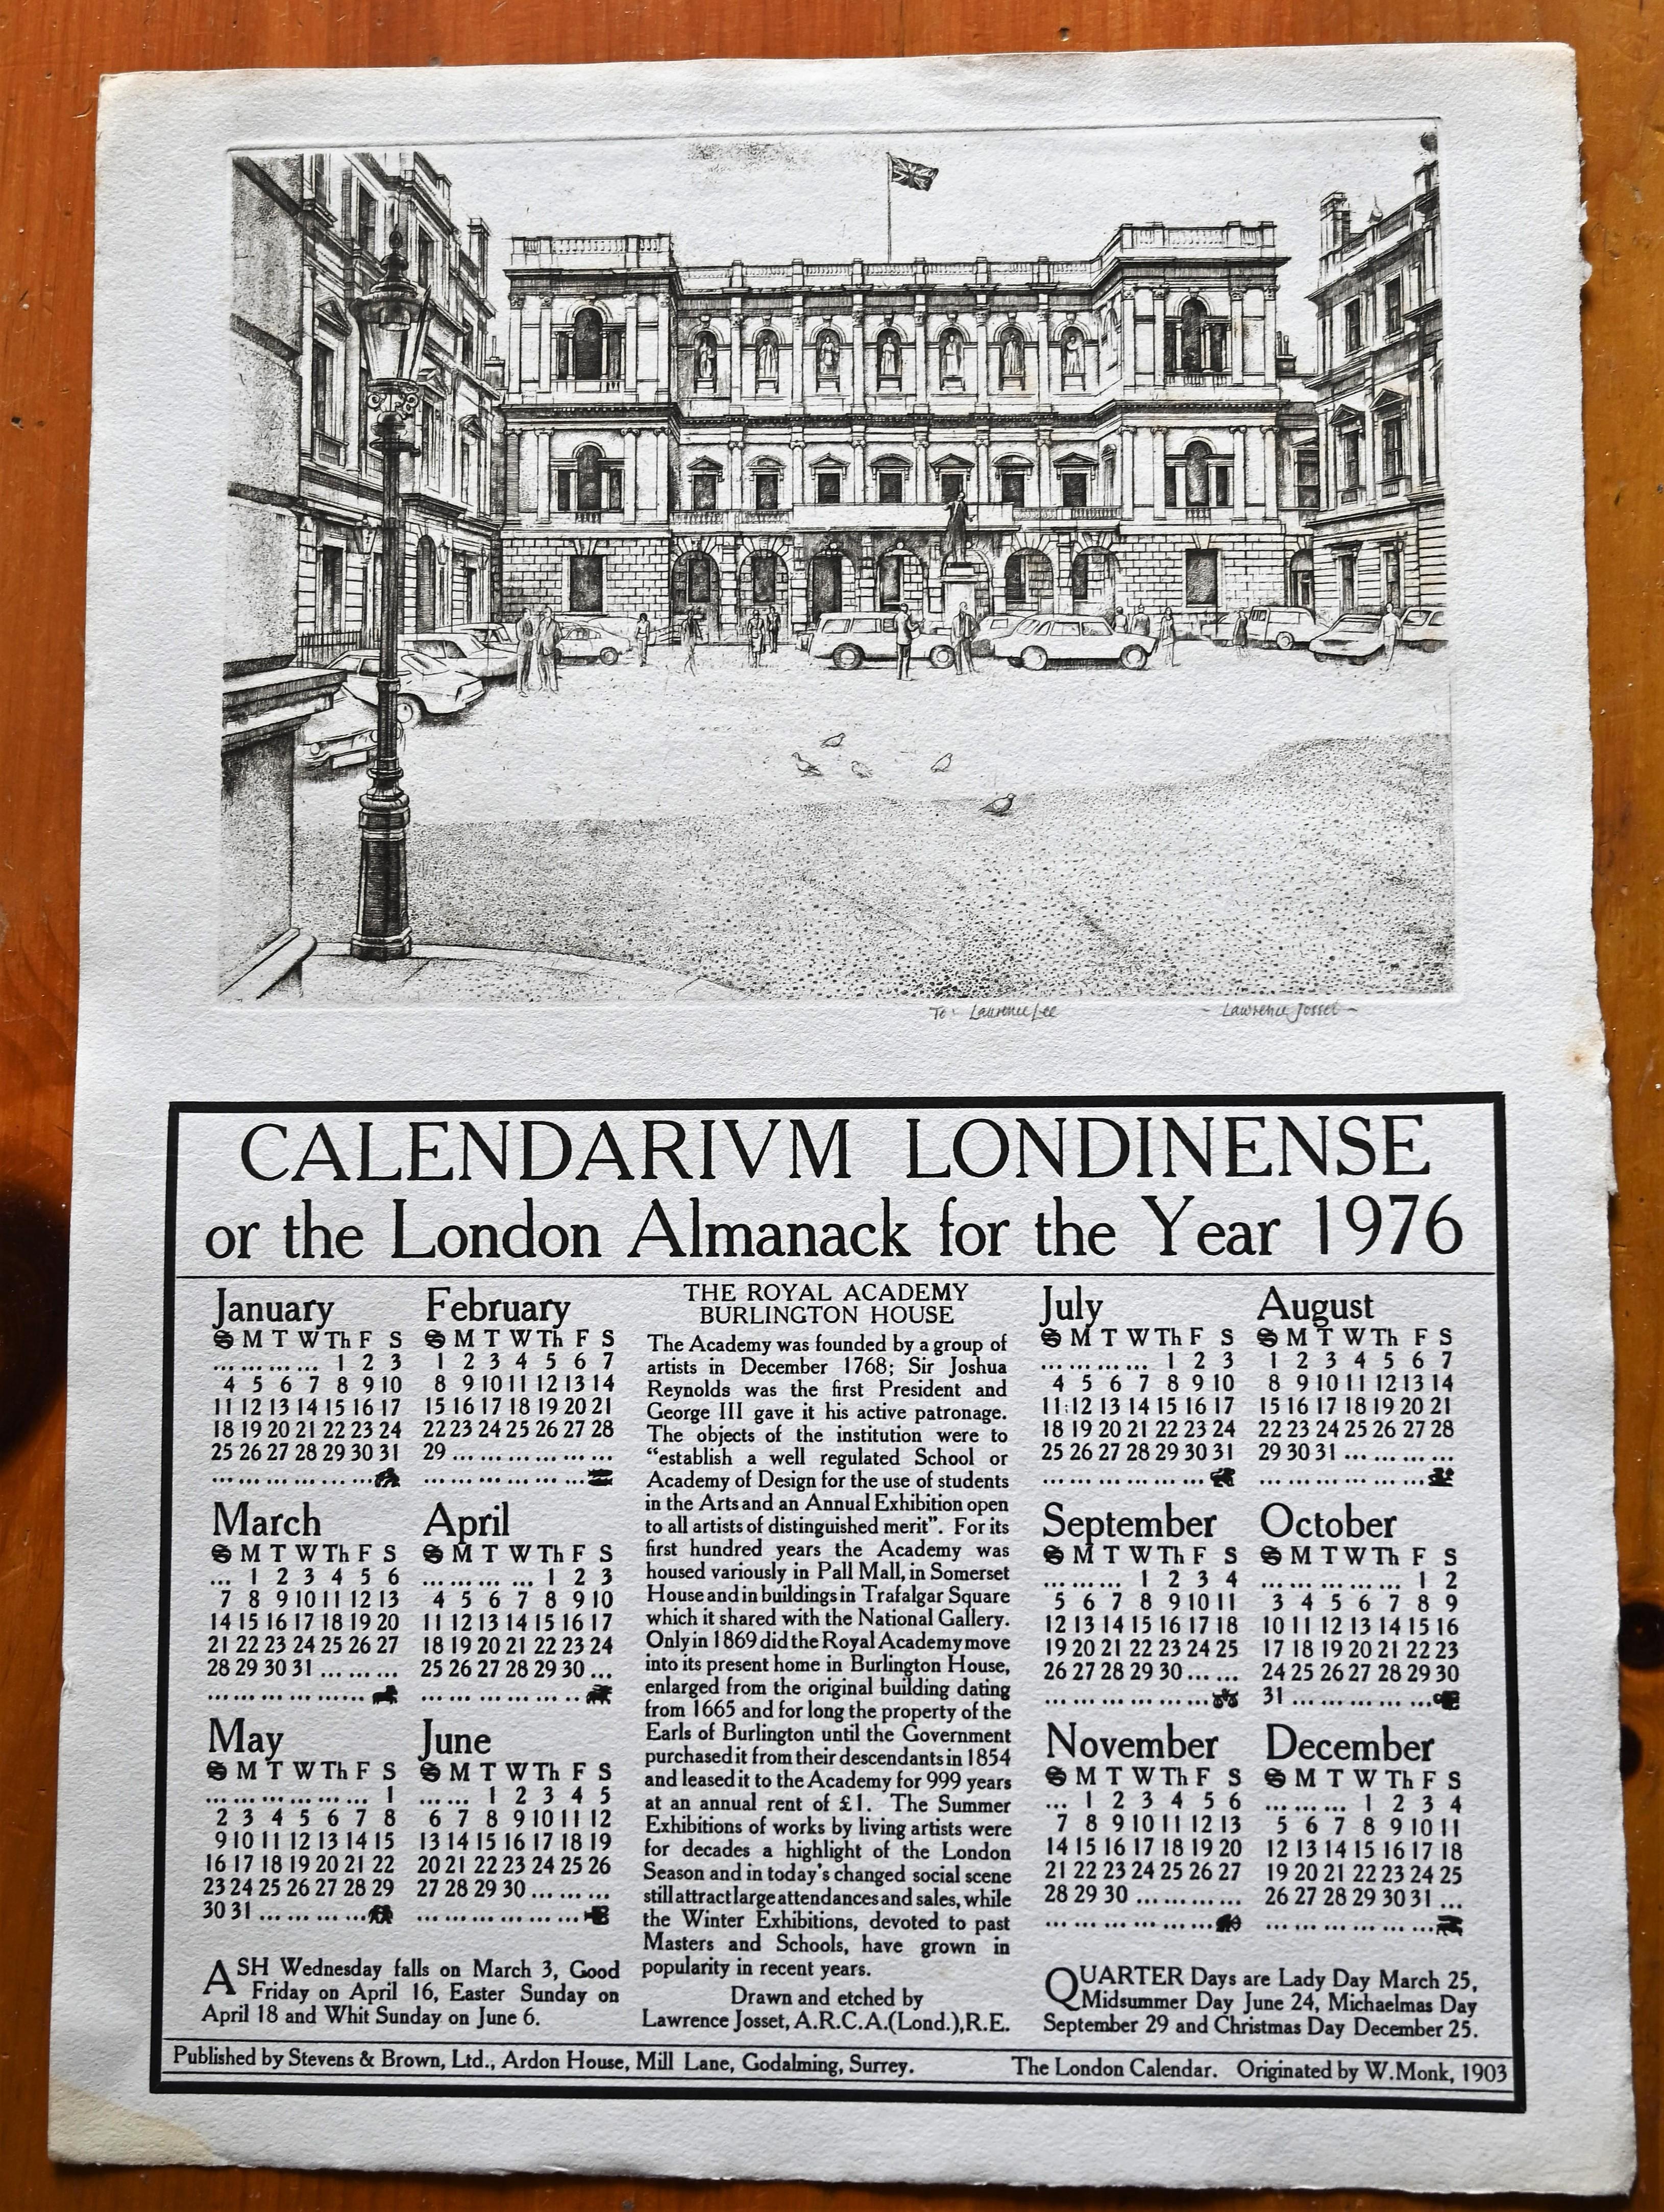 To: Laurence Lee
- Lawrence Josset -
CALENDARIVM LONDINENSE
or the London Almanack for the Year 1976
January
S M T W Th F S
... ... ... ... 1 2 3
4 5 6 7 8 9 10
11 12 13 14 15 16 17
18 19 20 21 22 23 24
25 26 27 28 29 30 31
February
S M T W Th F S
1 2 3 4 5 6 7
8 9 10 11 12 13 14
15 16 17 18 19 20 21
22 23 24 25 26 27 28
29 ... ... ... ... ... ...
March
S M T W Th F S
... 1 2 3 4 5 6
7 8 9 10 11 12 13
14 15 16 17 18 19 20
21 22 23 24 25 26 27
28 29 30 31 ... ... ...
April
S M T W Th F S
... ... ... ... 1 2 3
4 5 6 7 8 9 10
11 12 13 14 15 16 17
18 19 20 21 22 23 24
25 26 27 28 29 30 ...
May
S M T W Th F S
... ... ... ... ... ... 1
2 3 4 5 6 7 8
9 10 11 12 13 14 15
16 17 18 19 20 21 22
23 24 25 26 27 28 29
30 31 ... ... ... ...
June
S M T W Th F S
... ... 1 2 3 4 5
6 7 8 9 10 11 12
13 14 15 16 17 18 19
20 21 22 23 24 25 26
27 28 29 30 ... ... ...
ASH Wednesday falls on March 3, Good
Friday on April 16, Easter Sunday on
April 18 and Whit Sunday on June 6.
THE ROYAL ACADEMY
BURLINGTON HOUSE
The Academy was founded by a group of
artists in December 1768; Sir Joshua
Reynolds was the first President and
George III gave it his active patronage.
The objects of the institution were to
“establish a well regulated School or
Academy of Design for the use of students
in the Arts and an Annual Exhibition open
to all artists of distinguished merit”. For its
first hundred years the Academy was
housed variously in Pall Mall, in Somerset
House and in buildings in Trafalgar Square
which it shared with the National Gallery.
Only in 1869 did the Royal Academy move
into its present home in Burlington House,
enlarged from the original building dating
from 1665 and for long the property of the
Earls of Burlington until the Government
purchased it from their descendants in 1854
and leased it to the Academy for 999 years
at an annual rent of £1. The Summer
Exhibitions of works by living artists were
for decades a highlight of the London
Season and in today's changed social scene
still attract large attendances and sales, while
the Winter Exhibitions, devoted to past
Masters and Schools, have grown in
popularity in recent years.
Drawn and etched by
Lawrence Josset, A.R.C.A.(Lond.),R.E.
July
S M T W Th F S
... ... ... ... 1 2 3
4 5 6 7 8 9 10
11 12 13 14 15 16 17
18 19 20 21 22 23 24
25 26 27 28 29 30 31
August
S M T W Th F S
1 2 3 4 5 6 7
8 9 10 11 12 13 14
15 16 17 18 19 20 21
22 23 24 25 26 27 28
29 30 31 ... ... ... ...
September
S M T W Th F S
... ... ... 1 2 3 4
5 6 7 8 9 10 11
12 13 14 15 16 17 18
19 20 21 22 23 24 25
26 27 28 29 30 ... ...
October
S M T W Th F S
... ... ... ... ... 1 2
3 4 5 6 7 8 9
10 11 12 13 14 15 16
17 18 19 20 21 22 23
24 25 26 27 28 29 30
31 ... ... ... ... ...
November
S M T W Th F S
... 1 2 3 4 5 6
7 8 9 10 11 12 13
14 15 16 17 18 19 20
21 22 23 24 25 26 27
28 29 30 ... ... ... ...
December
S M T W Th F S
... ... ... 1 2 3 4
5 6 7 8 9 10 11
12 13 14 15 16 17 18
19 20 21 22 23 24 25
26 27 28 29 30 31 ...
QUARTER Days are Lady Day March 25,
Midsummer Day June 24, Michaelmas Day
September 29 and Christmas Day December 25.
Published by Stevens & Brown, Ltd., Ardon House, Mill Lane, Godalming, Surrey.
The London Calendar. Originated by W.Monk, 1903